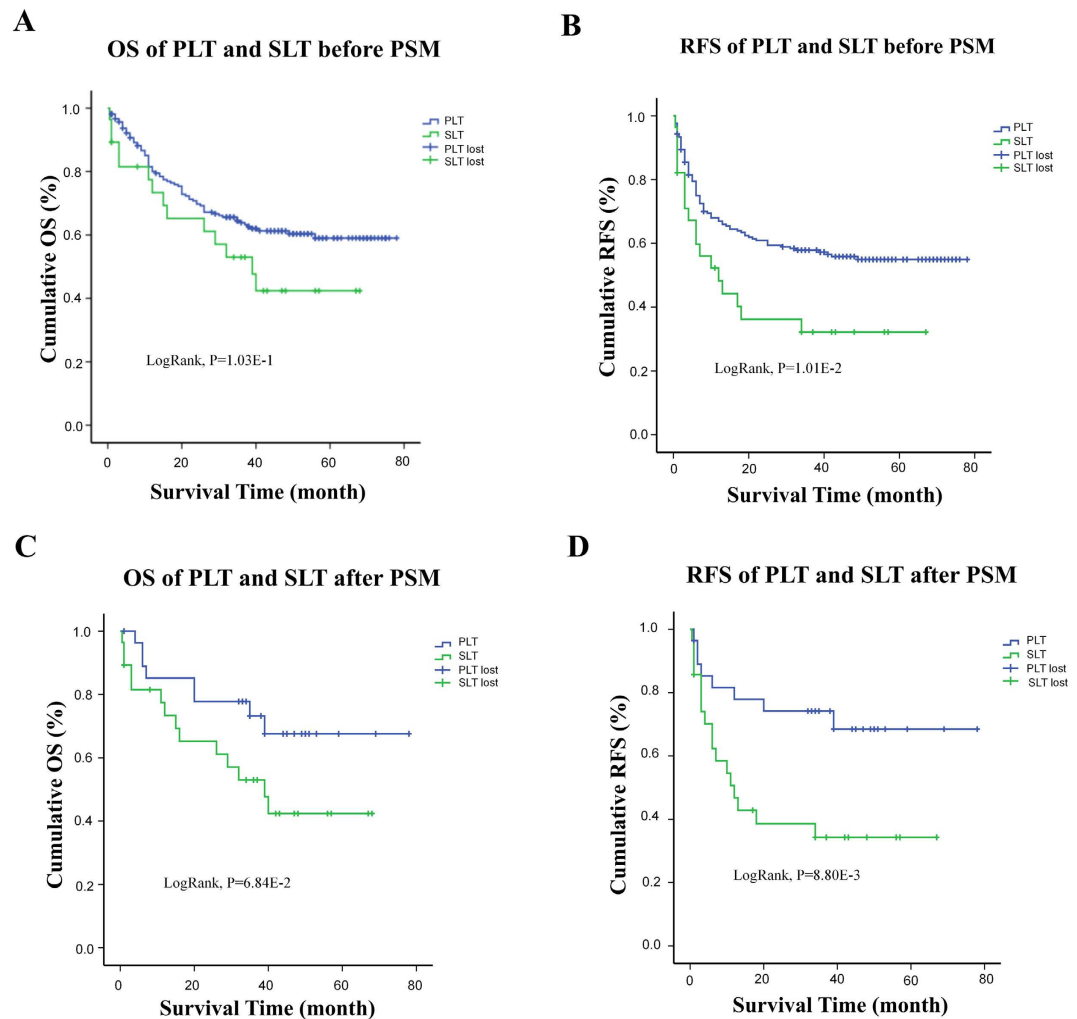 A
OS of PLT and SLT before PSM
Cumulative OS (%)
1.0
0.8
0.6
0.4
0.2
0.0
PLT
SLT
PLT lost
SLT lost
LogRank, P=1.03E-1
0 20 40 60 80
Survival Time (month)
B
RFS of PLT and SLT before PSM
Cumulative RFS (%)
1.0
0.8
0.6
0.4
0.2
0.0
PLT
SLT
PLT lost
SLT lost
LogRank, P=1.01E-2
0 20 40 60 80
Survival Time (month)
C
OS of PLT and SLT after PSM
Cumulative OS (%)
1.0
0.8
0.6
0.4
0.2
0.0
PLT
SLT
PLT lost
SLT lost
LogRank, P=6.84E-2
0 20 40 60 80
Survival Time (month)
D
RFS of PLT and SLT after PSM
Cumulative RFS (%)
1.0
0.8
0.6
0.4
0.2
0.0
PLT
SLT
PLT lost
SLT lost
LogRank, P=8.80E-3
0 20 40 60 80
Survival Time (month)